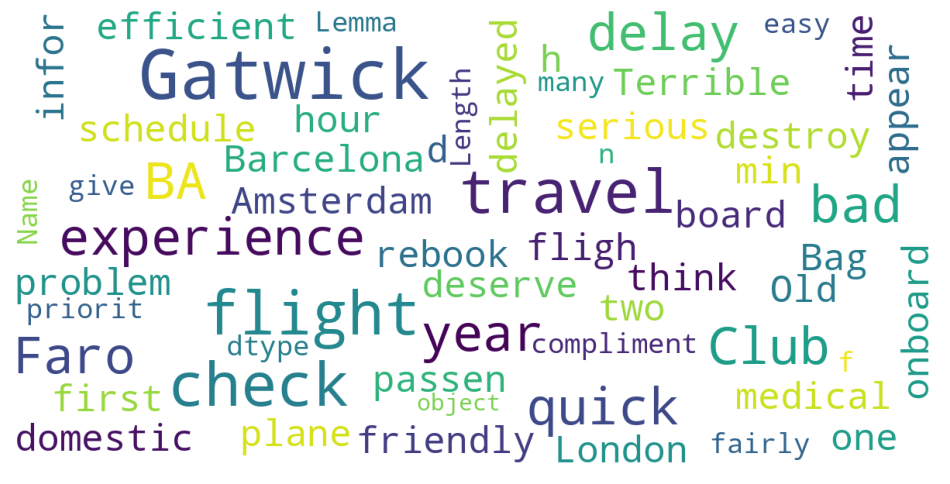 infor
efficient
Lemma
Gatwick
Length
delayed
delay
h
many
Terrible
easy
time
appear
schedule
hour
Barcelona
d
serious
n
destroy
min
Name
give
BA
Amsterdam
travel
board
bad
experience
rebook
fligh
think
Bag
Old
onboard
problem
priorit
flight
deserve
two
dtype
year
compliment
Club
f
Faro
check
passen
object
first
quick
medical
domestic
plane
friendly
London
fairly
one